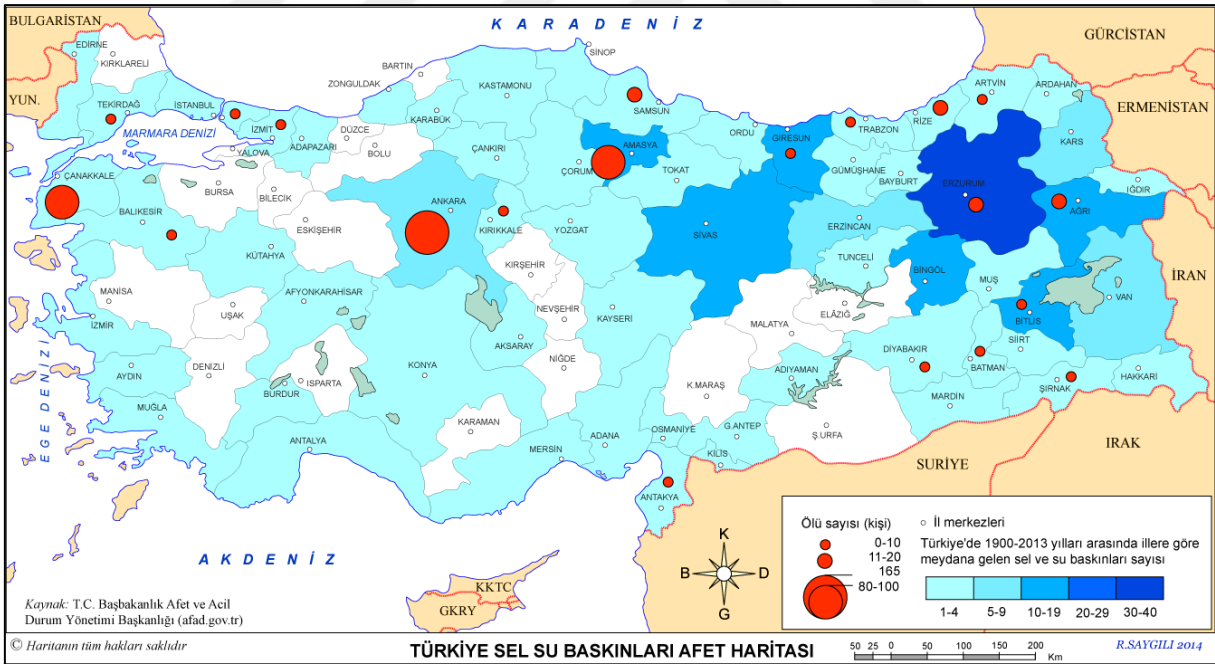 BULGARİSTAN
KARADENİZ
GÜRCİSTAN
EDİRNE
KIRKLARELİ
YUN.
TEKİRDAĞ
İSTANBUL
MARMARA DENİZİ
İZMİT
YALOVA
ADAPAZARI
ZONGULDAK
BARTIN
KARABÜK
KASTAMONU
SİNOP
SAMSUN
DÜZCE
BOLU
ÇANKIRI
ÇORUM
AMASYA
TOKAT
ORDU
GİRESUN
TRABZON
RİZE
ARTVİN
ARDAHAN
ERMENİSTAN
KARS
GÜMÜŞHANE
BAYBURT
ERZURUM
IĞDIR
AĞRI
ÇANAKKALE
BALIKESİR
BURSA
BİLECİK
ESKİŞEHİR
KÜTAHYA
ANKARA
KIRIKKALE
YOZGAT
SİVAS
ERZİNCAN
TUNCELİ
BİNGÖL
MUŞ
VAN
İRAN
BİTLİS
MANİSA
İZMİR
UŞAK
AFYONKARAHİSAR
KIRŞEHİR
NEVŞEHİR
KAYSERİ
AKSARAY
NİĞDE
MALATYA
ELÂZIĞ
DİYABAKIR
BATMAN
SİİRT
ŞIRNAK
HAKKARİ
MARDİN
EGE DENİZİ
AYDIN
DENİZLİ
MUĞLA
BURDUR
ISPARTA
KONYA
ANTALYA
KARAMAN
MERSİN
ADANA
K.MARAŞ
ADIYAMAN
OSMANİYE
G.ANTEP
KİLİS
Ş.URFA
ANTAKYA
SURİYE
IRAK
AKDENİZ
KKTC
GKRY
K
B
D
G
Ölü sayısı (kişi)
0-10
11-20
165
80-100
İl merkezleri
Türkiye'de 1900-2013 yılları arasında illere göre
meydana gelen sel ve su baskınları sayısı
1-4 5-9 10-19 20-29 30-40
Kaynak: T.C. Başbakanlık Afet ve Acil
Durum Yönetimi Başkanlığı (afad.gov.tr)
© Haritanın tüm hakları saklıdır
TÜRKİYE SEL SU BASKINLARI AFET HARİTASI
50 25 0 50 100 150 200
Km
R.SAYGILI 2014